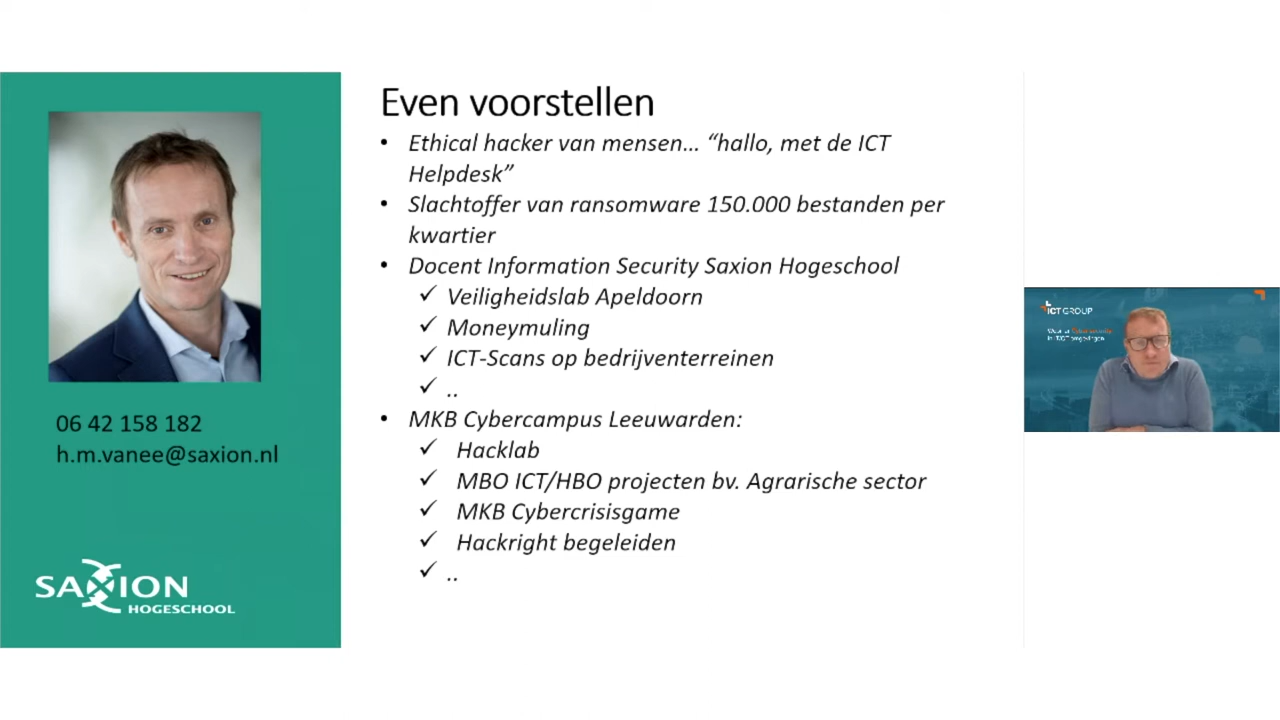 Even voorstellen
• Ethical hacker van mensen… “hallo, met de ICT
Helpdesk”
• Slachtoffer van ransomware 150.000 bestanden per
kwartier
• Docent Information Security Saxion Hogeschool
✓ Veiligheidslab Apeldoorn
✓ Moneymuling
✓ ICT-Scans op bedrijventerreinen
✓ ..
• MKB Cybercampus Leeuwarden:
✓ Hacklab
✓ MBO ICT/HBO projecten bv. Agrarische sector
✓ MKB Cybercrisisgame
✓ Hackright begeleiden
✓ ..
06 42 158 182
h.m.vanee@saxion.nl
SAXION
HOGESCHOOL
ICT GROUP